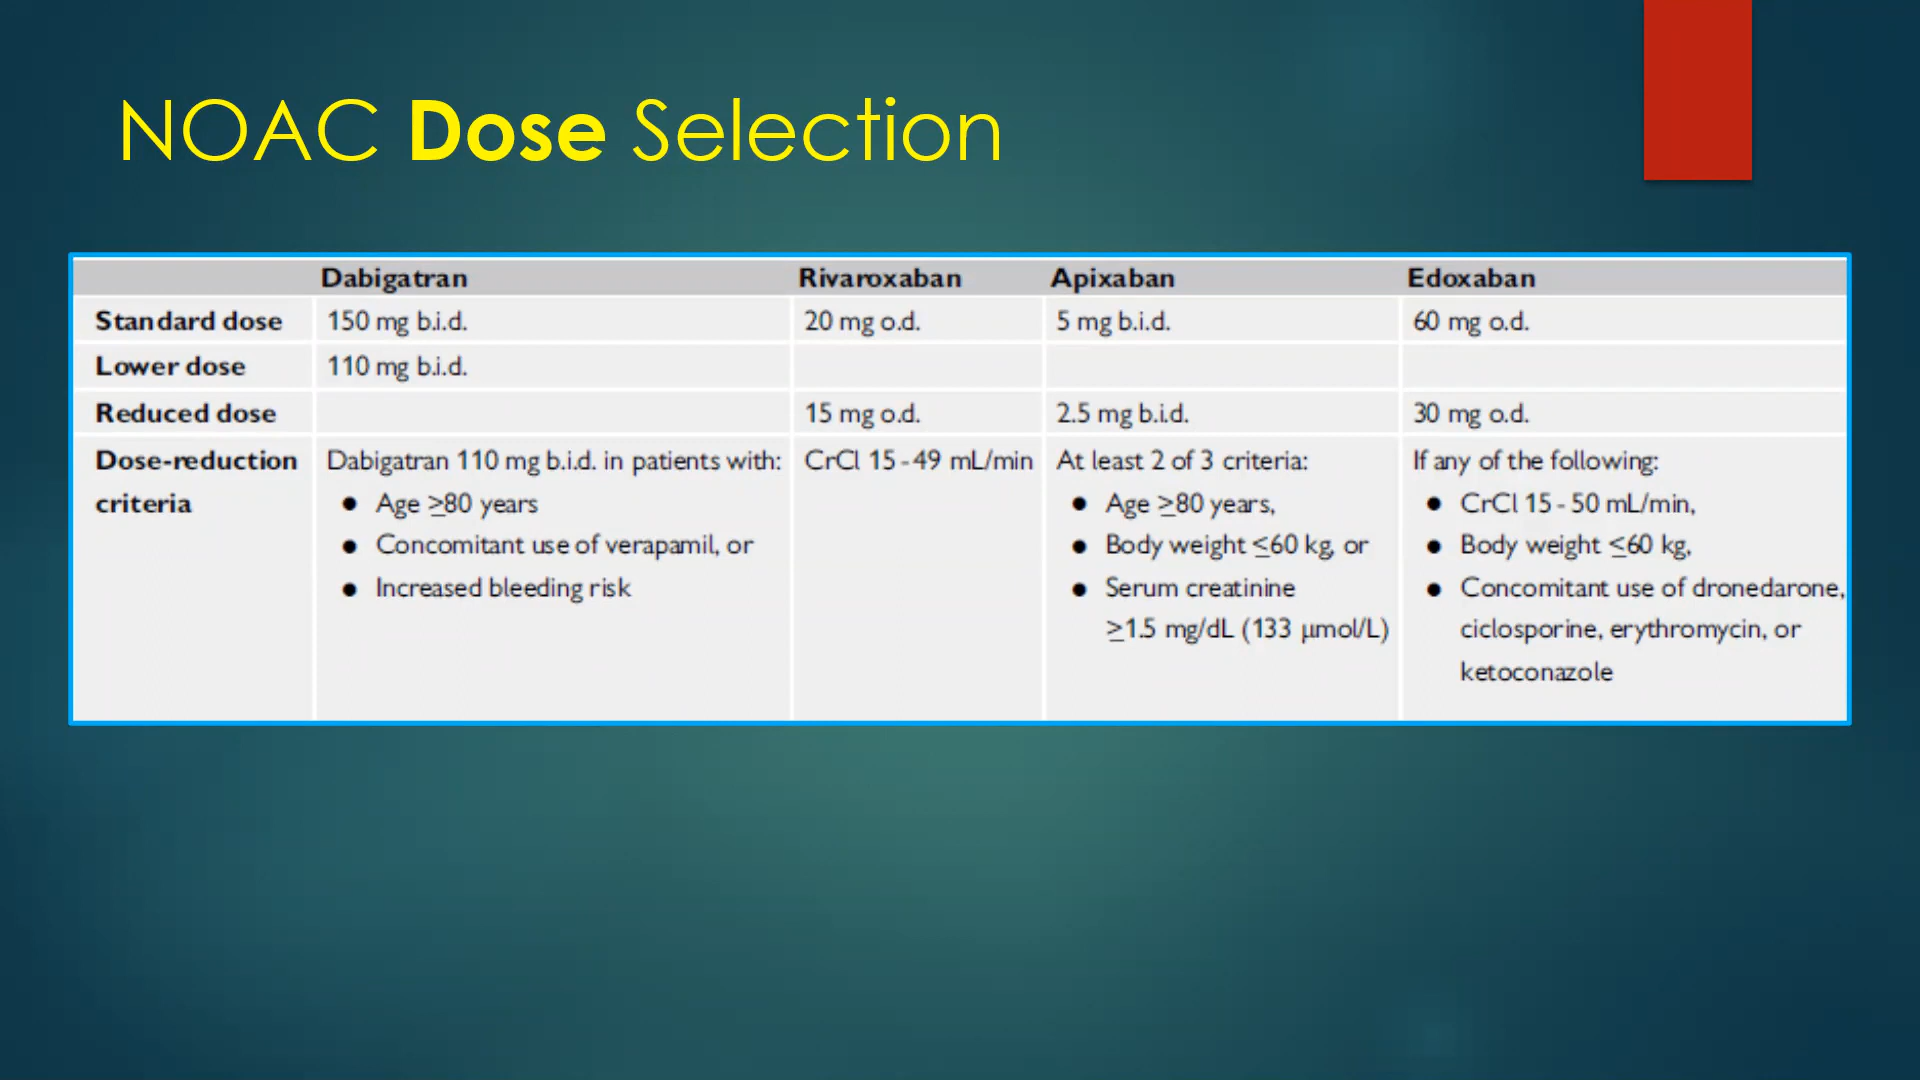 NOAC Dose Selection
Dabigatran Rivaroxaban Apixaban Edoxaban
Standard dose 150 mg b.i.d. 20 mg o.d. 5 mg b.i.d. 60 mg o.d.
Lower dose 110 mg b.i.d.
Reduced dose 15 mg o.d. 2.5 mg b.i.d. 30 mg o.d.
Dose-reduction criteria
Dabigatran 110 mg b.i.d. in patients with:
● Age ≥80 years
● Concomitant use of verapamil, or
● Increased bleeding risk
CrCl 15 - 49 mL/min
At least 2 of 3 criteria:
● Age ≥80 years,
● Body weight ≤60 kg, or
● Serum creatinine
≥1.5 mg/dL (133 μmol/L)
If any of the following:
● CrCl 15 - 50 mL/min,
● Body weight ≤60 kg,
● Concomitant use of dronedarone,
ciclosporine, erythromycin, or
ketoconazole